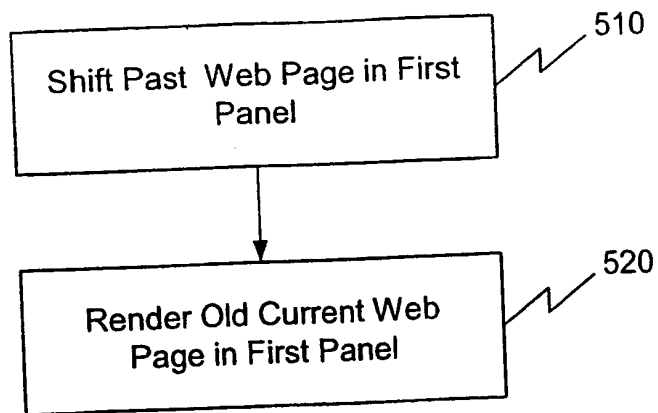 510
Shift Past Web Page in First
Panel
520
Render Old Current Web
Page in First Panel